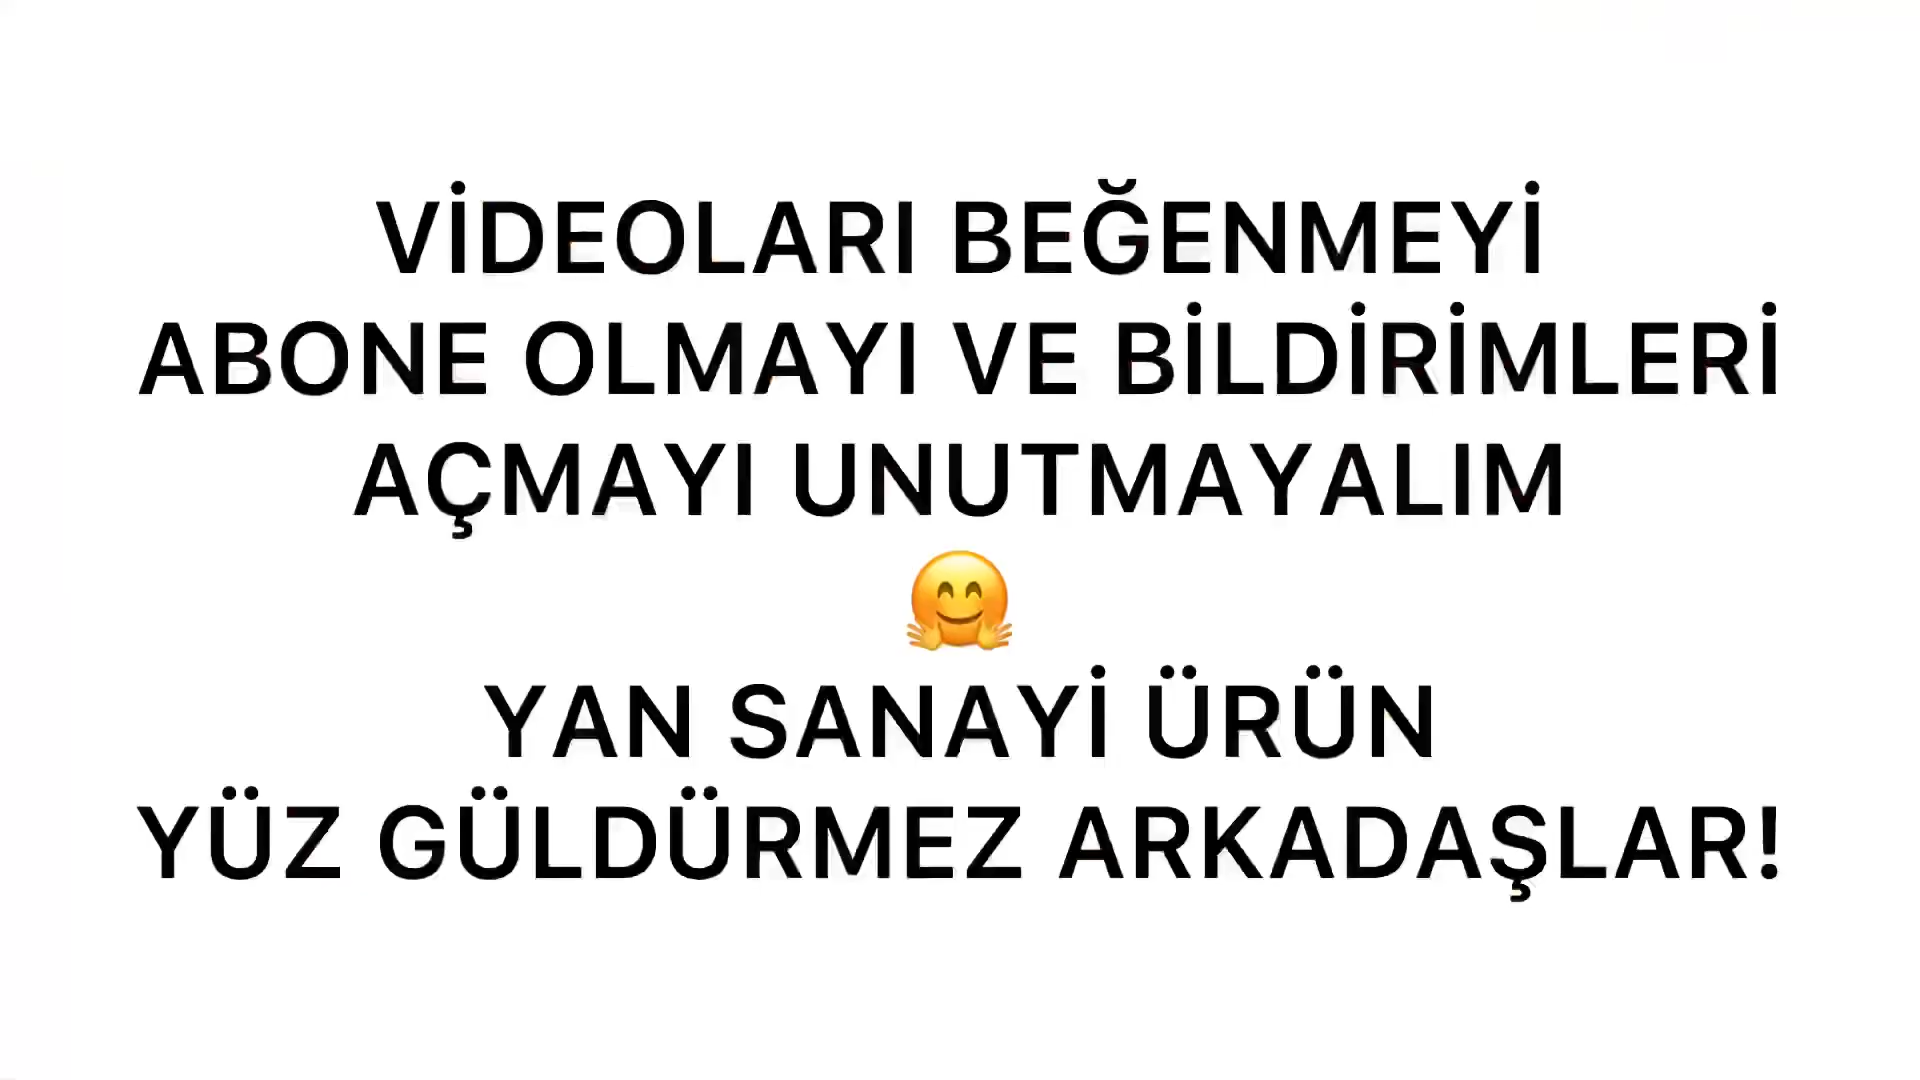 VİDEOLARI BEĞENMEYİ
ABONE OLMAYI VE BİLDİRİMLERİ
AÇMAYI UNUTMAYALIM
🤗
YAN SANAYİ ÜRÜN
YÜZ GÜLDÜRMEZ ARKADAŞLAR!